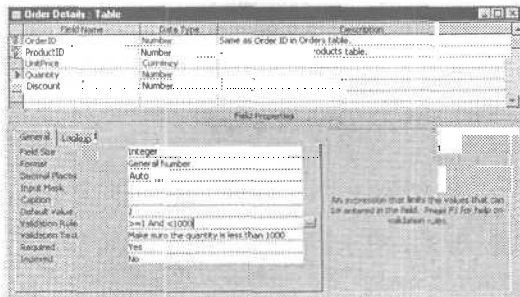 Order Details : Table
Field Name Data Type Description
OrderID Number Same as Order ID in Orders table.
ProductID Number roducts table.
UnitPrice Currency
Quantity Number
Discount Number
Field Properties
General Lookup
Field Size Integer
Format General Number
Decimal Places Auto
Input Mask
Caption
Default Value 1
Validation Rule >=1 And <1000
Validation Text Make sure the quantity is less than 1000
Required Yes
Indexed No
An expression that limits the values that can
be entered in the field. Press F1 for help on
validation rules.